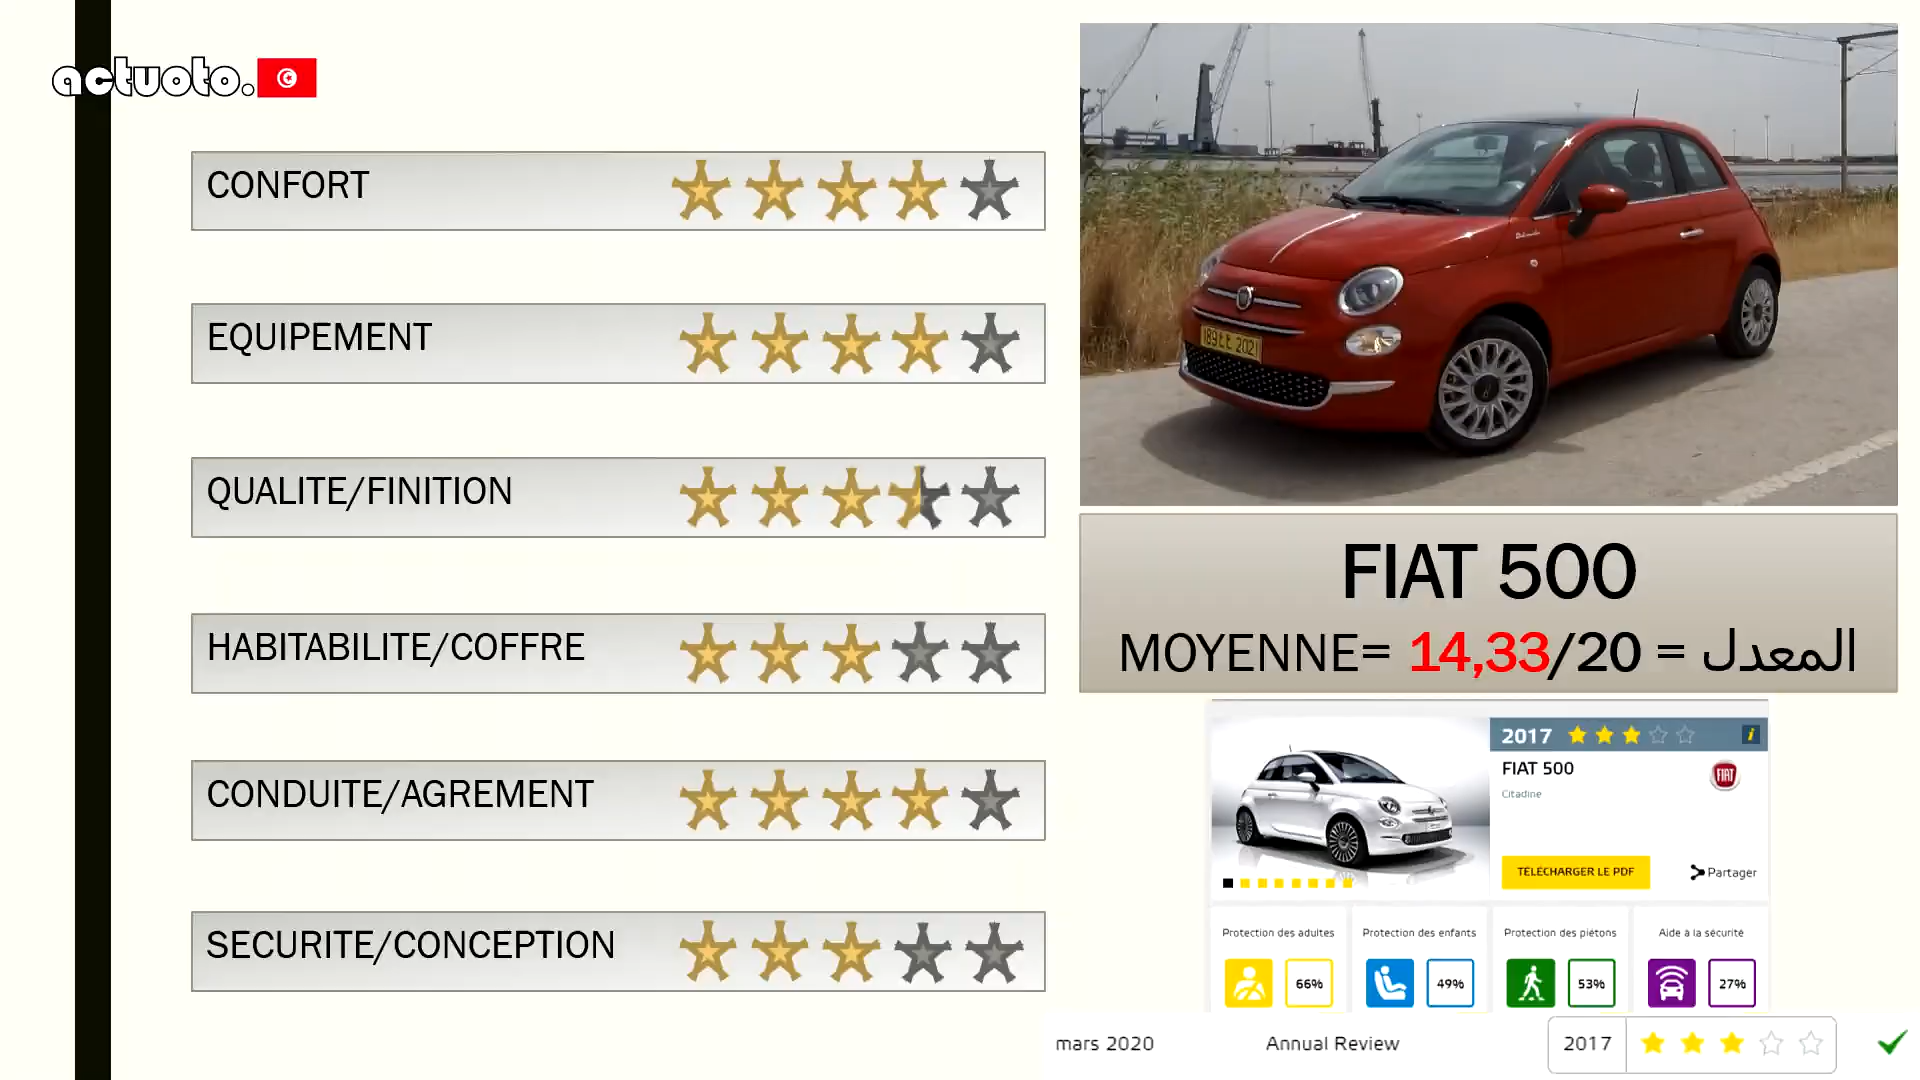 actuoto.
CONFORT
EQUIPEMENT
QUALITE/FINITION
HABITABILITE/COFFRE
CONDUITE/AGREMENT
SECURITE/CONCEPTION
FIAT 500
MOYENNE= 14,33/20 = المعدل
2017
i
FIAT 500
FIAT
Citadine
TÉLÉCHARGER LE PDF
Partager
Protection des adultes
Protection des enfants
Protection des piétons
Aide à la sécurité
66%
49%
53%
27%
mars 2020
Annual Review
2017